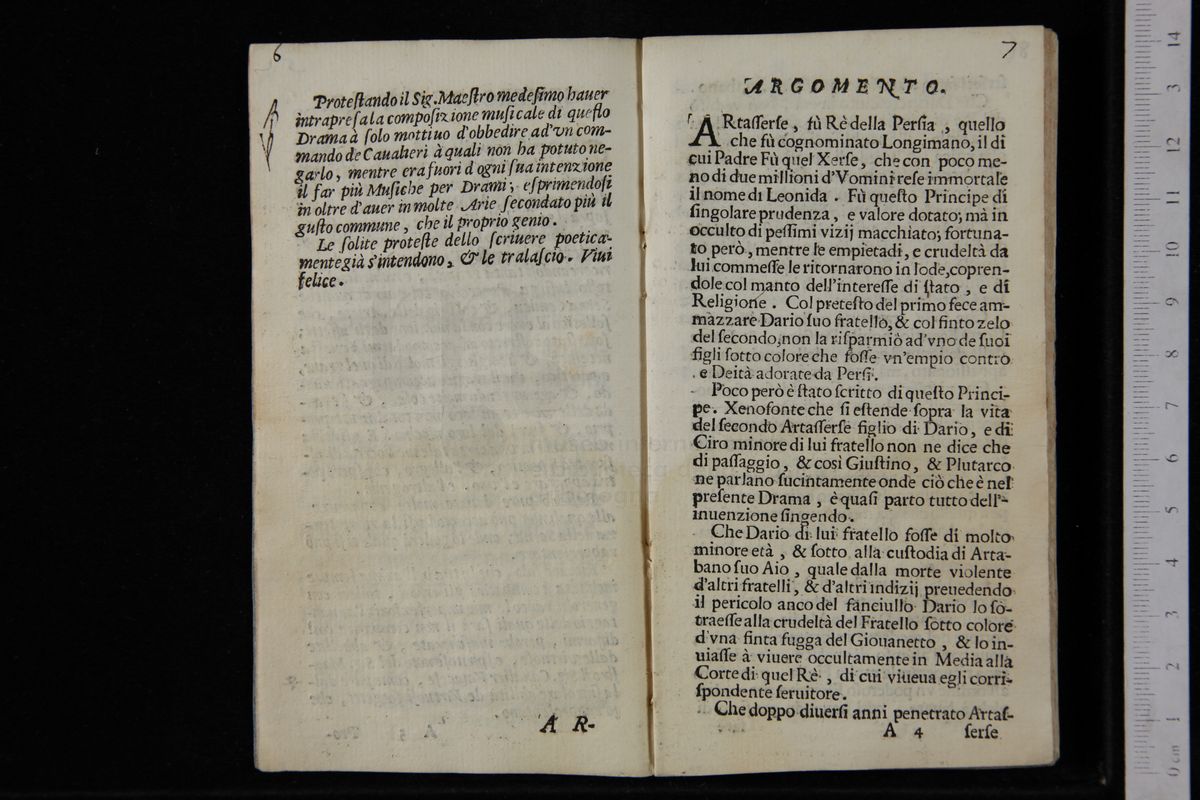 6
Proteſtando il Sig. Maeſtro medeſimo hauer
intrapreſa la compoſizione muſicale di queſto
Drama à ſolo mottiuo d'obbedire ad'vn com-
mando de Caualieri à quali non ha potuto ne-
garlo, mentre era fuori d'ogni ſua intenzione
il far più Muſiche per Drami; eſprimendoſi
in oltre d'auer in molte Arie ſecondato più il
guſto commune, che il proprio genio.
Le ſolite proteſte dello ſcriuere poetica-
mente già s'intendono, & le tralaſcio. Viui
felice.
A R-
7
ARGOMENTO.
ARtaſſerſe, fù Rè della Perſia, quello
che fù cognominato Longimano, il di
cui Padre Fù quel Xerſe, che con poco me-
no di due millioni d'Vomini reſe immortale
il nome di Leonida. Fù queſto Principe di
ſingolare prudenza, e valore dotato; mà in
occulto di peſſimi vizij macchiato; fortuna-
to però, mentre le empietadi, e crudeltà da
lui commeſſe le ritornarono in lode, copren-
dole col manto dell'intereſſe di ſtato, e di
Religione. Col preteſto del primo fece am-
mazzare Dario ſuo fratello, & col finto zelo
del ſecondo, non la riſparmiò ad'vno de ſuoi
figli ſotto colore che foſſe vn'empio contro
e Deità adorate da Perſi.
Poco però è ſtato ſcritto di queſto Princi-
pe. Xenofonte che ſi eſtende ſopra la vita
del ſecondo Artaſſerſe figlio di Dario, e di
Ciro minore di lui fratello non ne dice che
di paſſaggio, & così Giuſtino, & Plutarco
ne parlano ſucintamente onde ciò che è nel
preſente Drama, è quaſi parto tutto dell'-
inuenzione fingendo.
Che Dario di lui fratello foſſe di molto
minore età, & ſotto alla cuſtodia di Arta-
bano ſuo Aio, quale dalla morte violente
d'altri fratelli, & d'altri indizij preuedendo
il pericolo anco del fanciullo Dario lo ſo-
traeſſe alla crudeltà del Fratello ſotto colore
d'vna finta fugga del Giouanetto, & lo in-
uiaſſe à viuere occultamente in Media alla
Corte di quel Rè, di cui viueua egli corri-
ſpondente ſeruitore.
Che doppo diuerſi anni penetrato Artaſ-
A 4 ſerſe